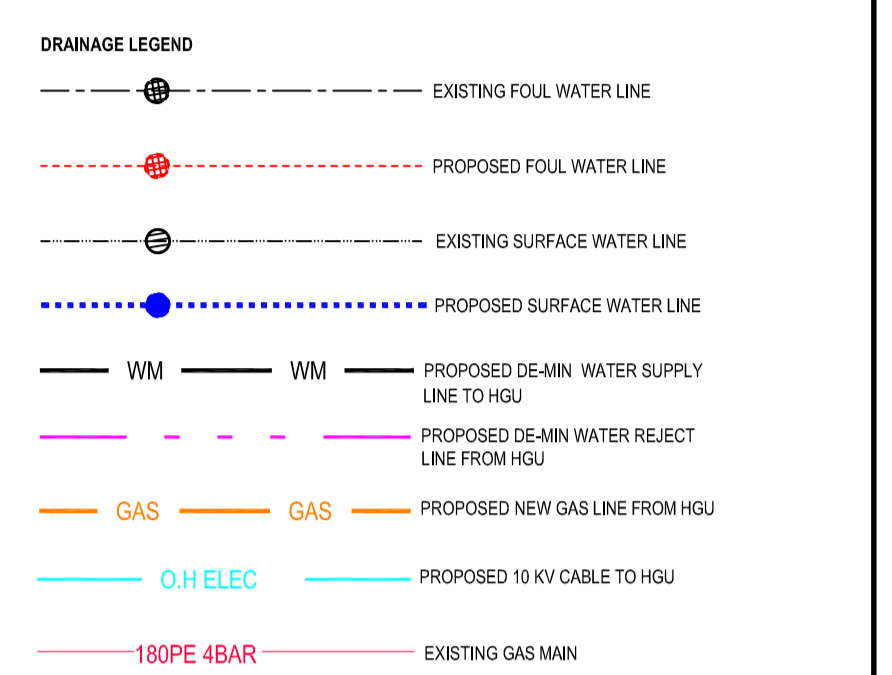 DRAINAGE LEGEND
EXISTING FOUL WATER LINE
PROPOSED FOUL WATER LINE
EXISTING SURFACE WATER LINE
PROPOSED SURFACE WATER LINE
WM WM PROPOSED DE-MIN WATER SUPPLY
LINE TO HGU
PROPOSED DE-MIN WATER REJECT
LINE FROM HGU
GAS GAS PROPOSED NEW GAS LINE FROM HGU
O.H ELEC PROPOSED 10 KV CABLE TO HGU
180PE 4BAR EXISTING GAS MAIN